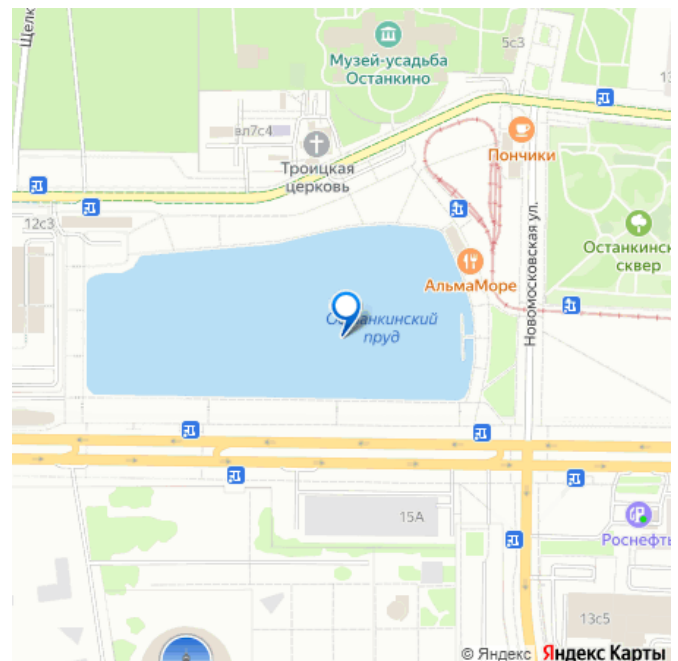 Щелк
Музей-усадьба
Останкино
5с3
13
вл7с4
Троицкая
церковь
Пончики
12с3
Новомосковская ул.
Останкинск
сквер
АльмаМоре
Останкинский
пруд
15А
Роснефть
13с5
© Яндекс Яндекс Карты